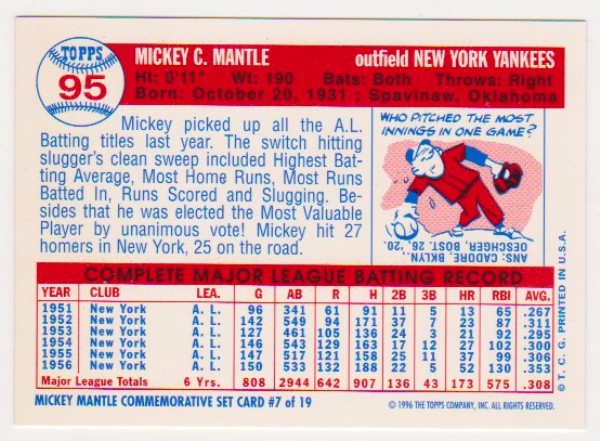 TOPPS
95
MICKEY C. MANTLE outfield NEW YORK YANKEES
Ht: 5'11" Wt: 190 Bats: Both Throws: Right
Born: October 20, 1931 ; Spavinaw, Oklahoma
Mickey picked up all the A.L.
Batting titles last year. The switch hitting
slugger's clean sweep included Highest Bat-
ting Average, Most Home Runs, Most Runs
Batted In, Runs Scored and Slugging. Be-
sides that he was elected the Most Valuable
Player by unanimous vote! Mickey hit 27
homers in New York, 25 on the road.
WHO PITCHED THE MOST
INNINGS IN ONE GAME?
ANS: CADORE, BKLYN.
OESCHGER, BOST. 26, '20.
COMPLETE MAJOR LEAGUE BATTING RECORD
YEAR CLUB LEA. G AB R H 2B 3B HR RBI AVG.
1951 New York A. L. 96 341 61 91 11 5 13 65 .267
1952 New York A. L. 142 549 94 171 37 7 23 87 .311
1953 New York A. L. 127 461 105 136 24 3 21 92 .295
1954 New York A. L. 146 543 129 163 17 12 27 102 .300
1955 New York A. L. 147 517 121 158 25 11 37 99 .306
1956 New York A. L. 150 533 132 188 22 5 52 130 .353
Major League Totals 6 Yrs. 808 2944 642 907 136 43 173 575 .308
MICKEY MANTLE COMMEMORATIVE SET CARD #7 of 19
© 1996 THE TOPPS COMPANY, INC. ALL RIGHTS RESERVED.
© T. C. G. PRINTED IN U.S.A.